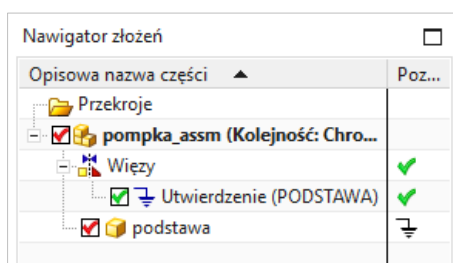 Nawigator złożeń
Opisowa nazwa części Poz...
Przekroje
pompka_assm (Kolejność: Chro...
Więzy
Utwierdzenie (PODSTAWA)
podstawa